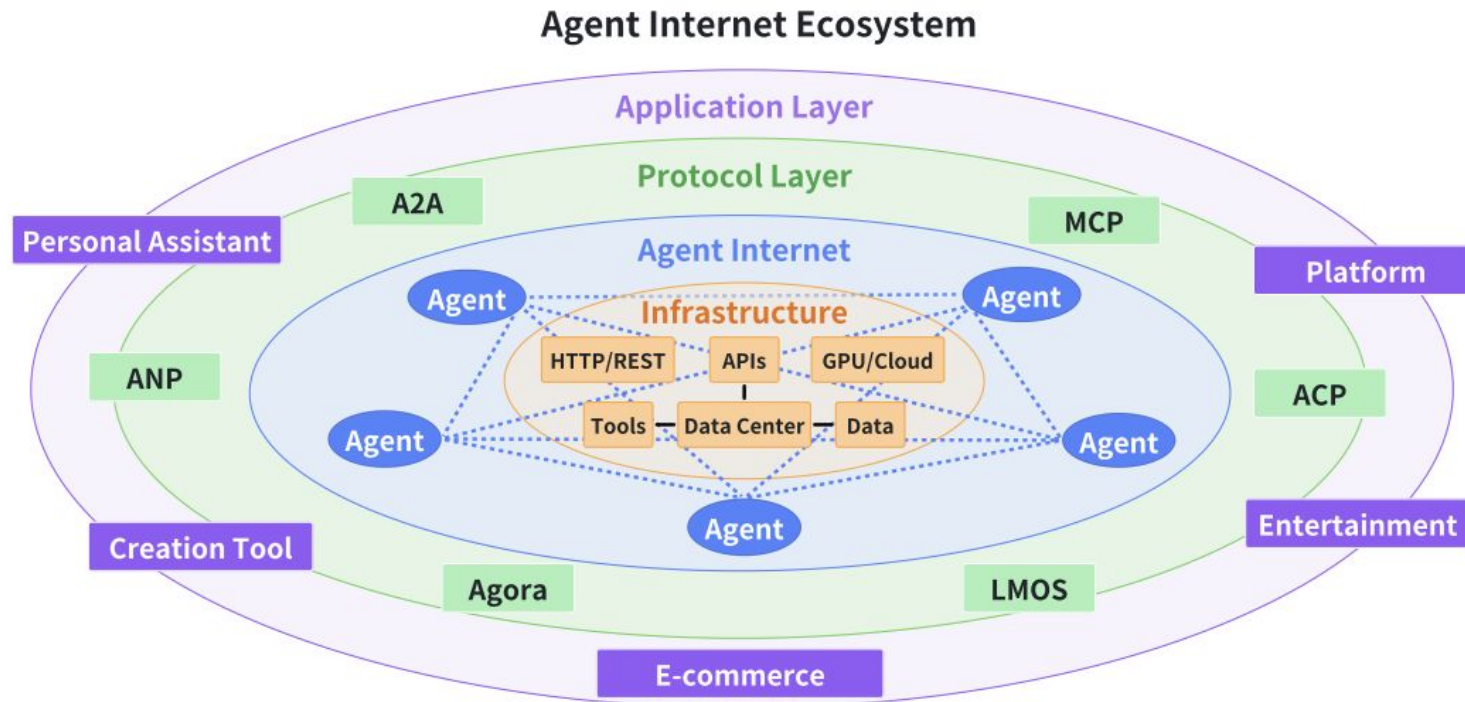 Agent Internet Ecosystem
Application Layer
Protocol Layer
A2A
MCP
Personal Assistant
Agent Internet
Platform
Agent
Agent
Infrastructure
HTTP/REST
APIs
GPU/Cloud
ANP
ACP
Tools
Data Center
Data
Agent
Agent
Agent
Entertainment
Creation Tool
Agora
LMOS
E-commerce